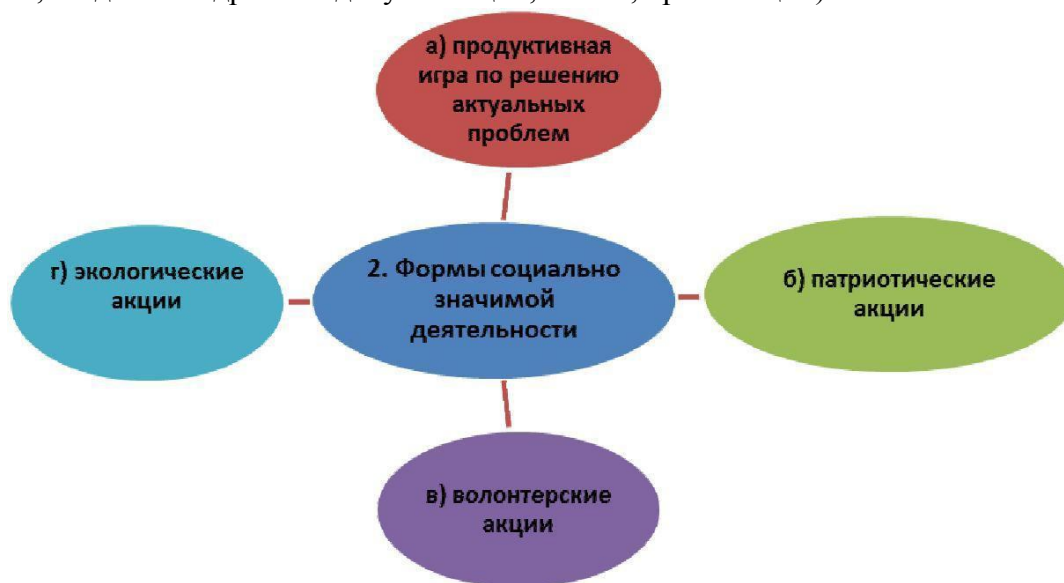 а) продуктивная
игра по решению
актуальных
проблем
г) экологические
акции
2. Формы социально
значимой
деятельности
б) патриотические
акции
в) волонтерские
акции